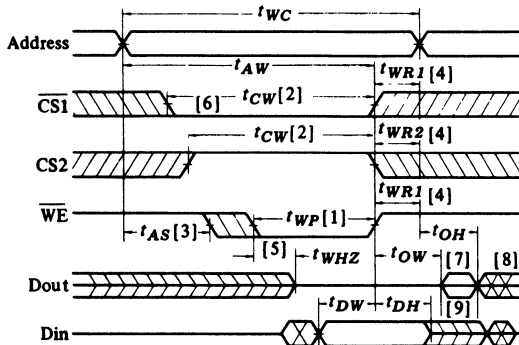 tWC
Address
tAW
tWR1 [4]
CS1
[6]
tCW[2]
tCW[2]
tWR2 [4]
CS2
tWR1 [4]
WE
tAS[3]
tWP[1]
tOH
[5]
tWHZ
tOW
[7]
[8]
Dout
tDW
tDH
[9]
Din